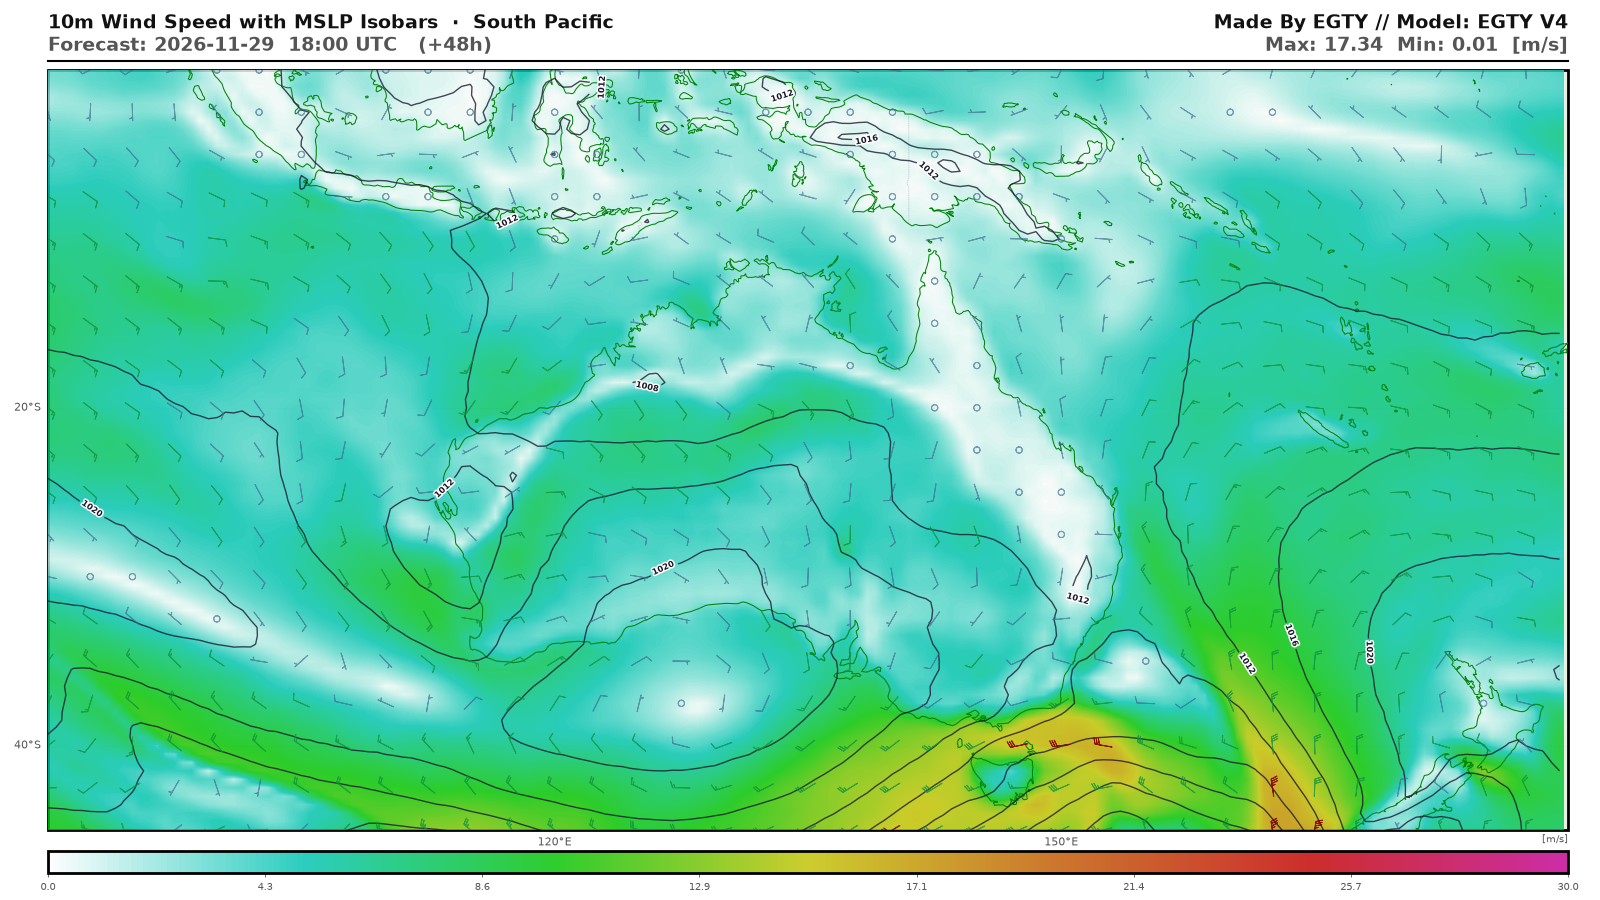 10m Wind Speed with MSLP Isobars · South Pacific
Made By EGTY // Model: EGTY V4
Forecast: 2026-11-29 18:00 UTC (+48h)
Max: 17.34 Min: 0.01 [m/s]
1012
1012
1016
1012
1012
1008
1012
1020
1020
1012
1016
1020
1012
20°S
40°S
120°E
150°E
[m/s]
0.0
4.3
8.6
12.9
17.1
21.4
25.7
30.0